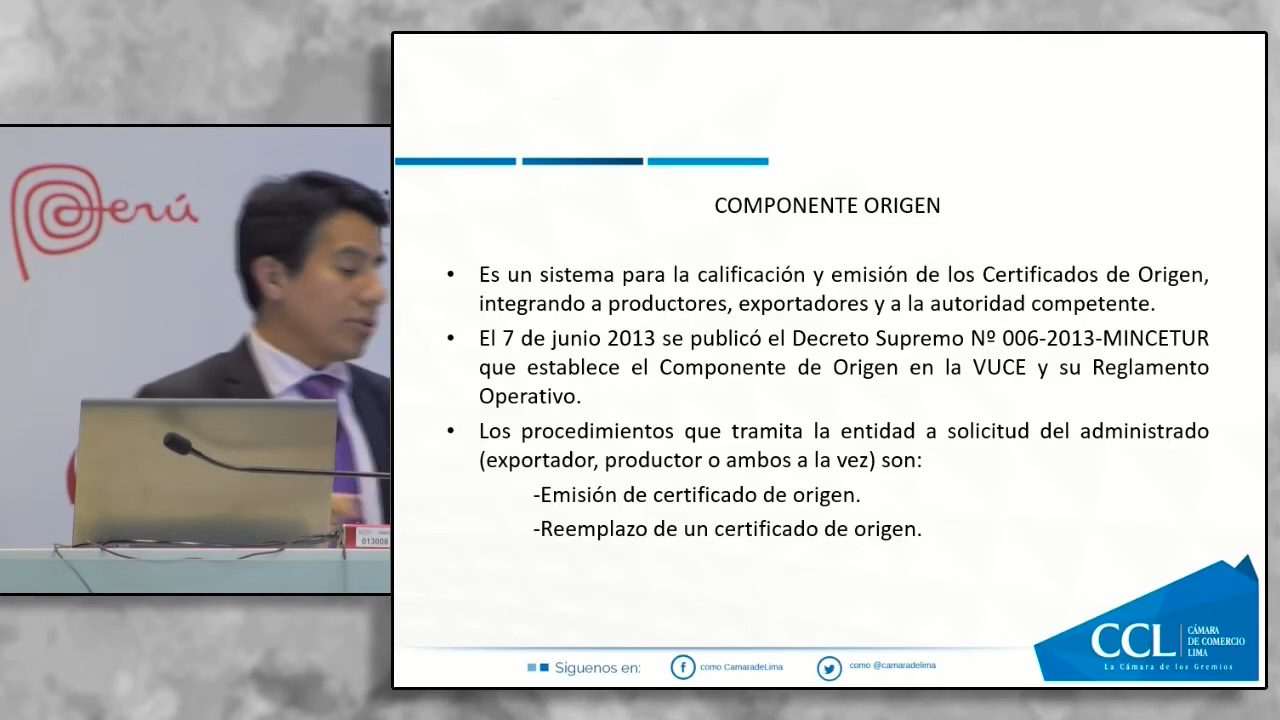 Perú
013008
COMPONENTE ORIGEN
• Es un sistema para la calificación y emisión de los Certificados de Origen,
integrando a productores, exportadores y a la autoridad competente.
• El 7 de junio 2013 se publicó el Decreto Supremo Nº 006-2013-MINCETUR
que establece el Componente de Origen en la VUCE y su Reglamento
Operativo.
• Los procedimientos que tramita la entidad a solicitud del administrado
(exportador, productor o ambos a la vez) son:
-Emisión de certificado de origen.
-Reemplazo de un certificado de origen.
Síguenos en:
como CamaradeLima
como @camaradelima
CCL
CÁMARA
DE COMERCIO
LIMA
La Cámara de los Gremios